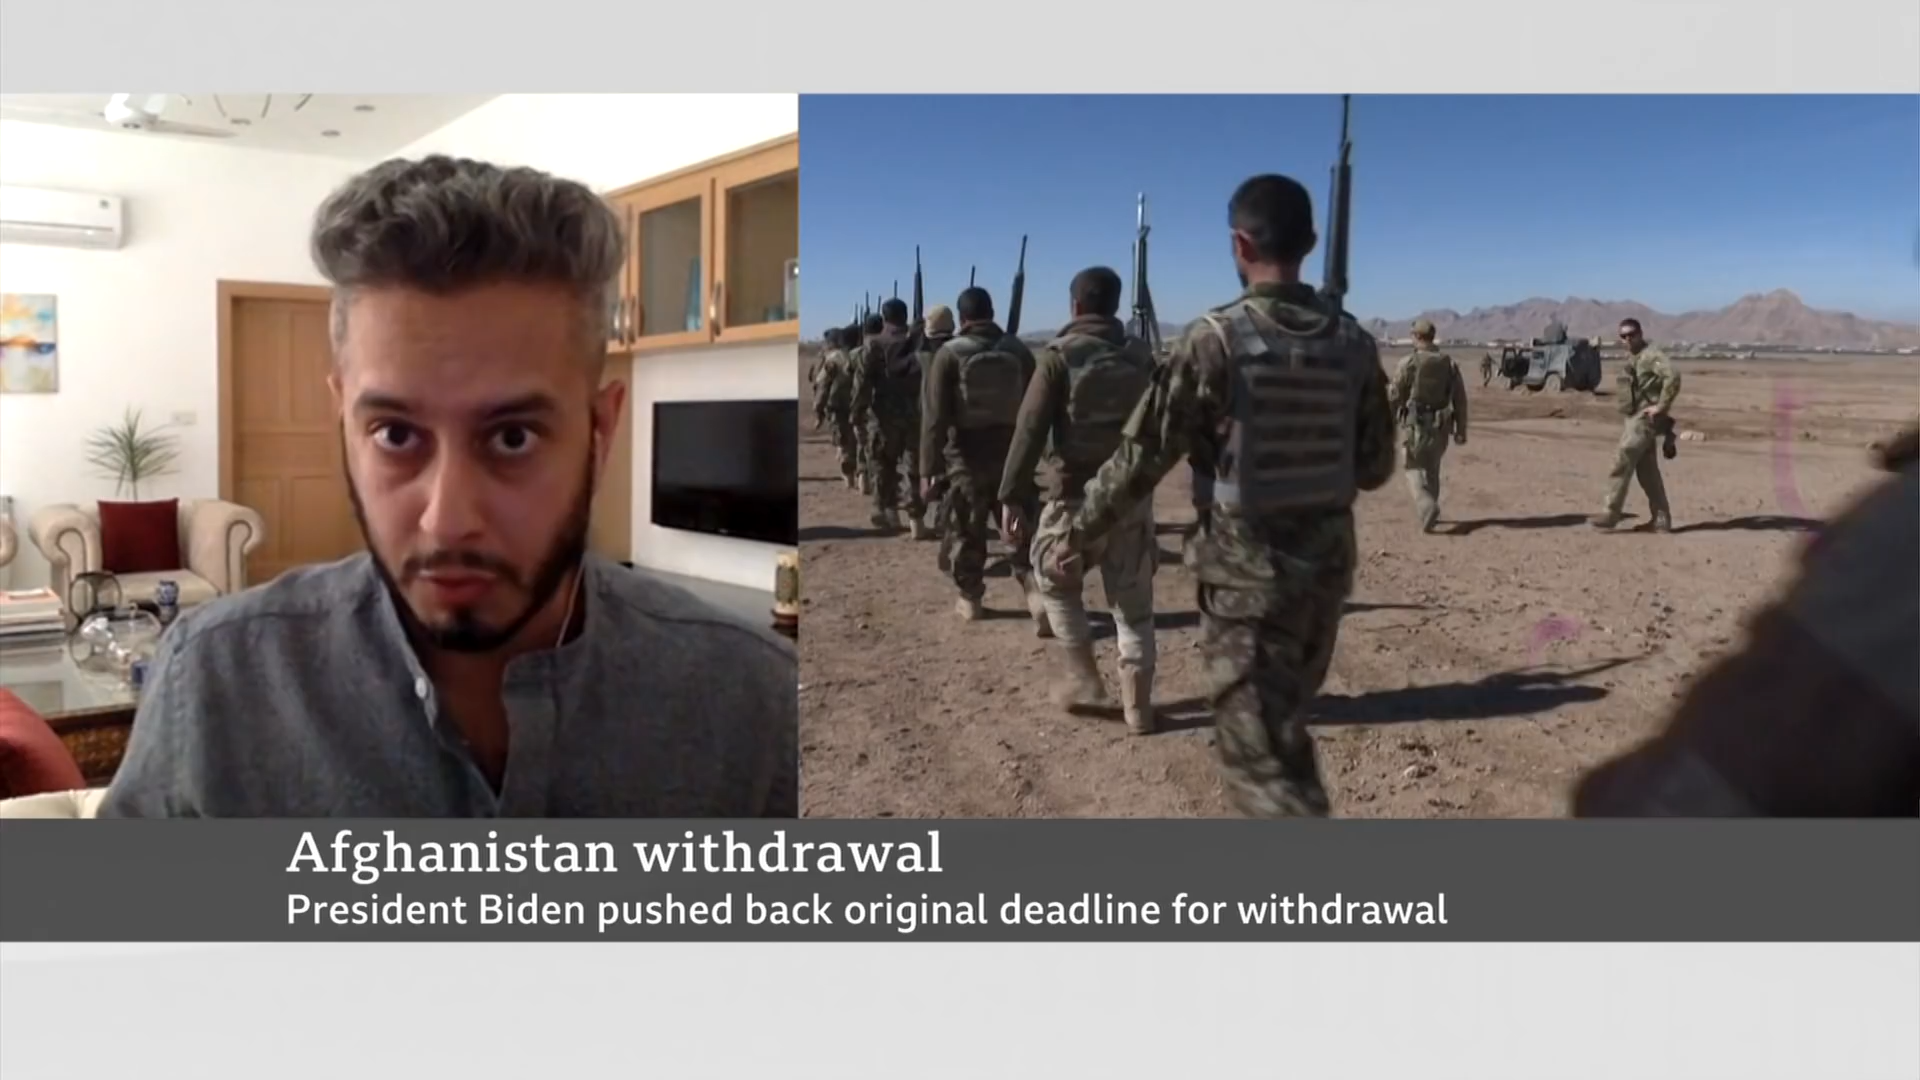 Afghanistan withdrawal
President Biden pushed back original deadline for withdrawal